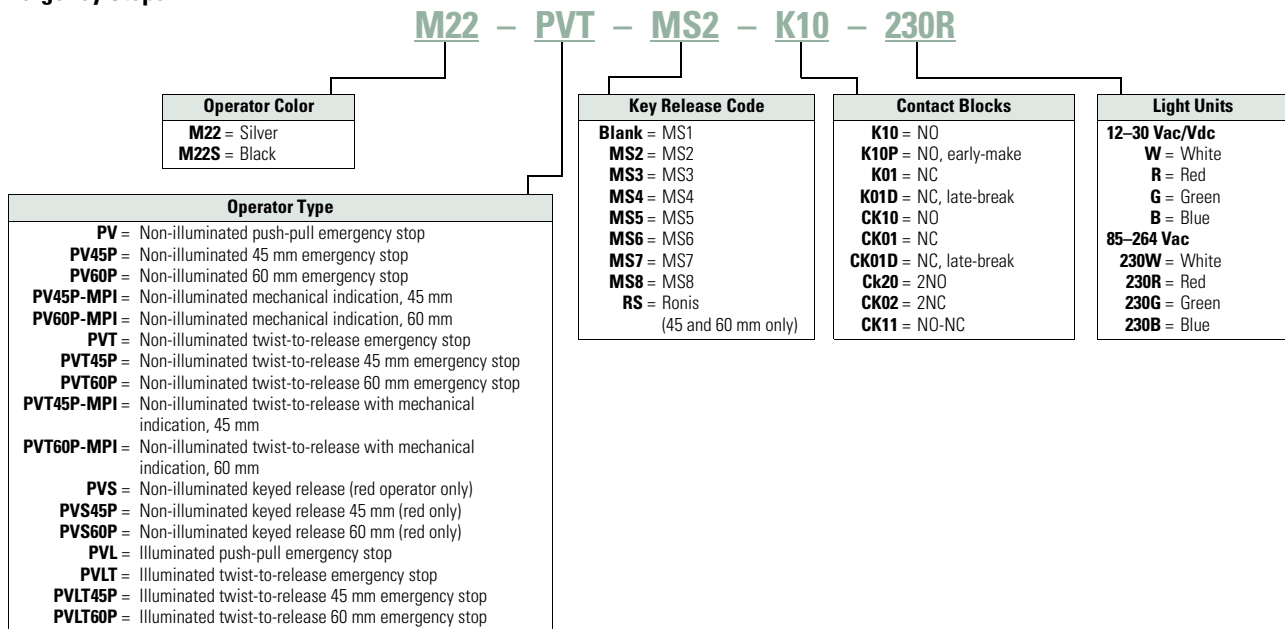 M22 – PVT – MS2 – K10 – 230R
Operator Color
M22 = Silver
M22S = Black
Operator Type
PV = Non-illuminated push-pull emergency stop
PV45P = Non-illuminated 45 mm emergency stop
PV60P = Non-illuminated 60 mm emergency stop
PV45P-MPI = Non-illuminated mechanical indication, 45 mm
PV60P-MPI = Non-illuminated mechanical indication, 60 mm
PVT = Non-illuminated twist-to-release emergency stop
PVT45P = Non-illuminated twist-to-release 45 mm emergency stop
PVT60P = Non-illuminated twist-to-release 60 mm emergency stop
PVT45P-MPI = Non-illuminated twist-to-release with mechanical
indication, 45 mm
PVT60P-MPI = Non-illuminated twist-to-release with mechanical
indication, 60 mm
PVS = Non-illuminated keyed release (red operator only)
PVS45P = Non-illuminated keyed release 45 mm (red only)
PVS60P = Non-illuminated keyed release 60 mm (red only)
PVL = Illuminated push-pull emergency stop
PVLT = Illuminated twist-to-release emergency stop
PVLT45P = Illuminated twist-to-release 45 mm emergency stop
PVLT60P = Illuminated twist-to-release 60 mm emergency stop
Key Release Code
Blank = MS1
MS2 = MS2
MS3 = MS3
MS4 = MS4
MS5 = MS5
MS6 = MS6
MS7 = MS7
MS8 = MS8
RS = Ronis
(45 and 60 mm only)
Contact Blocks
K10 = NO
K10P = NO, early-make
K01 = NC
K01D = NC, late-break
CK10 = NO
CK01 = NC
CK01D = NC, late-break
Ck20 = 2NO
CK02 = 2NC
CK11 = NO-NC
Light Units
12–30 Vac/Vdc
W = White
R = Red
G = Green
B = Blue
85–264 Vac
230W = White
230R = Red
230G = Green
230B = Blue